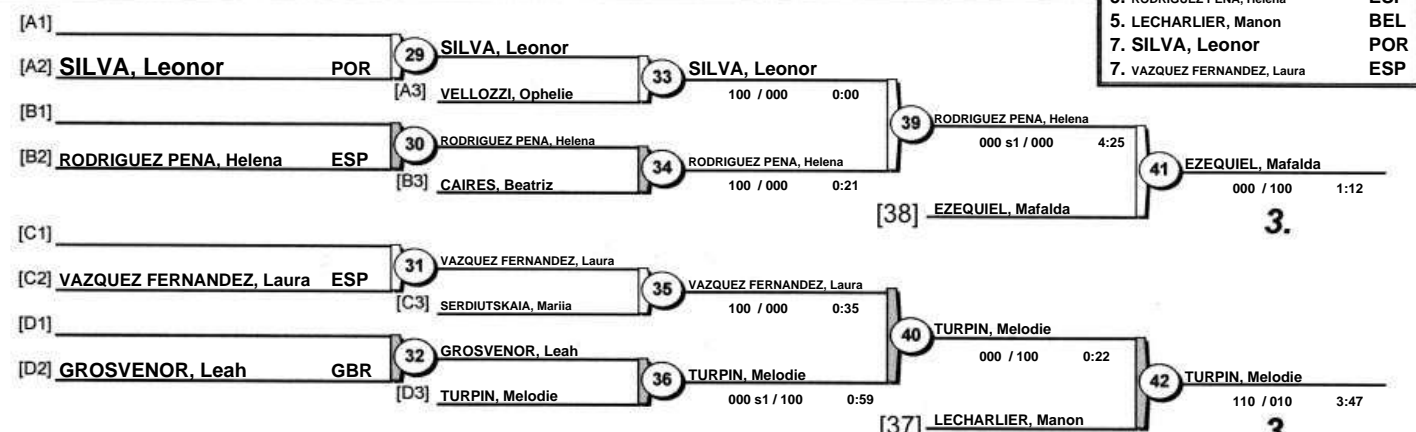 5. RODRIGUEZ PENA, Helena ESP
5. LECHARLIER, Manon BEL
7. SILVA, Leonor POR
7. VAZQUEZ FERNANDEZ, Laura ESP
[A1]
[A2] SILVA, Leonor POR
29 SILVA, Leonor
[A3] VELLOZZI, Ophelie
33 SILVA, Leonor
100 / 000 0:00
[B1]
[B2] RODRIGUEZ PENA, Helena ESP
30 RODRIGUEZ PENA, Helena
[B3] CAIRES, Beatriz
34 RODRIGUEZ PENA, Helena
100 / 000 0:21
39 RODRIGUEZ PENA, Helena
000 s1 / 000 4:25
[38] EZEQUIEL, Mafalda
41 EZEQUIEL, Mafalda
000 / 100 1:12
3.
[C1]
[C2] VAZQUEZ FERNANDEZ, Laura ESP
31 VAZQUEZ FERNANDEZ, Laura
[C3] SERDIUTSKAIA, Mariia
35 VAZQUEZ FERNANDEZ, Laura
100 / 000 0:35
[D1]
[D2] GROSVENOR, Leah GBR
32 GROSVENOR, Leah
[D3] TURPIN, Melodie
36 TURPIN, Melodie
000 s1 / 100 0:59
40 TURPIN, Melodie
000 / 100 0:22
[37] LECHARLIER, Manon
42 TURPIN, Melodie
110 / 010 3:47
3.